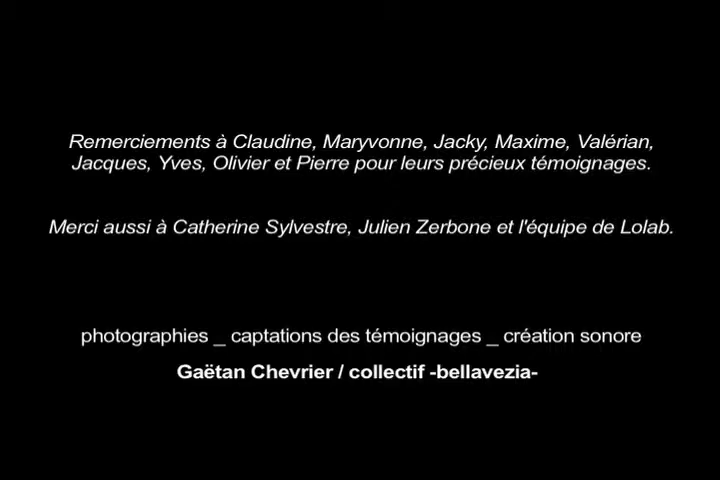 Remerciements à Claudine, Maryvonne, Jacky, Maxime, Valérian,
Jacques, Yves, Olivier et Pierre pour leurs précieux témoignages.
Merci aussi à Catherine Sylvestre, Julien Zerbone et l'équipe de Lolab.
photographies _ captations des témoignages _ création sonore
Gaëtan Chevrier / collectif -bellavezia-